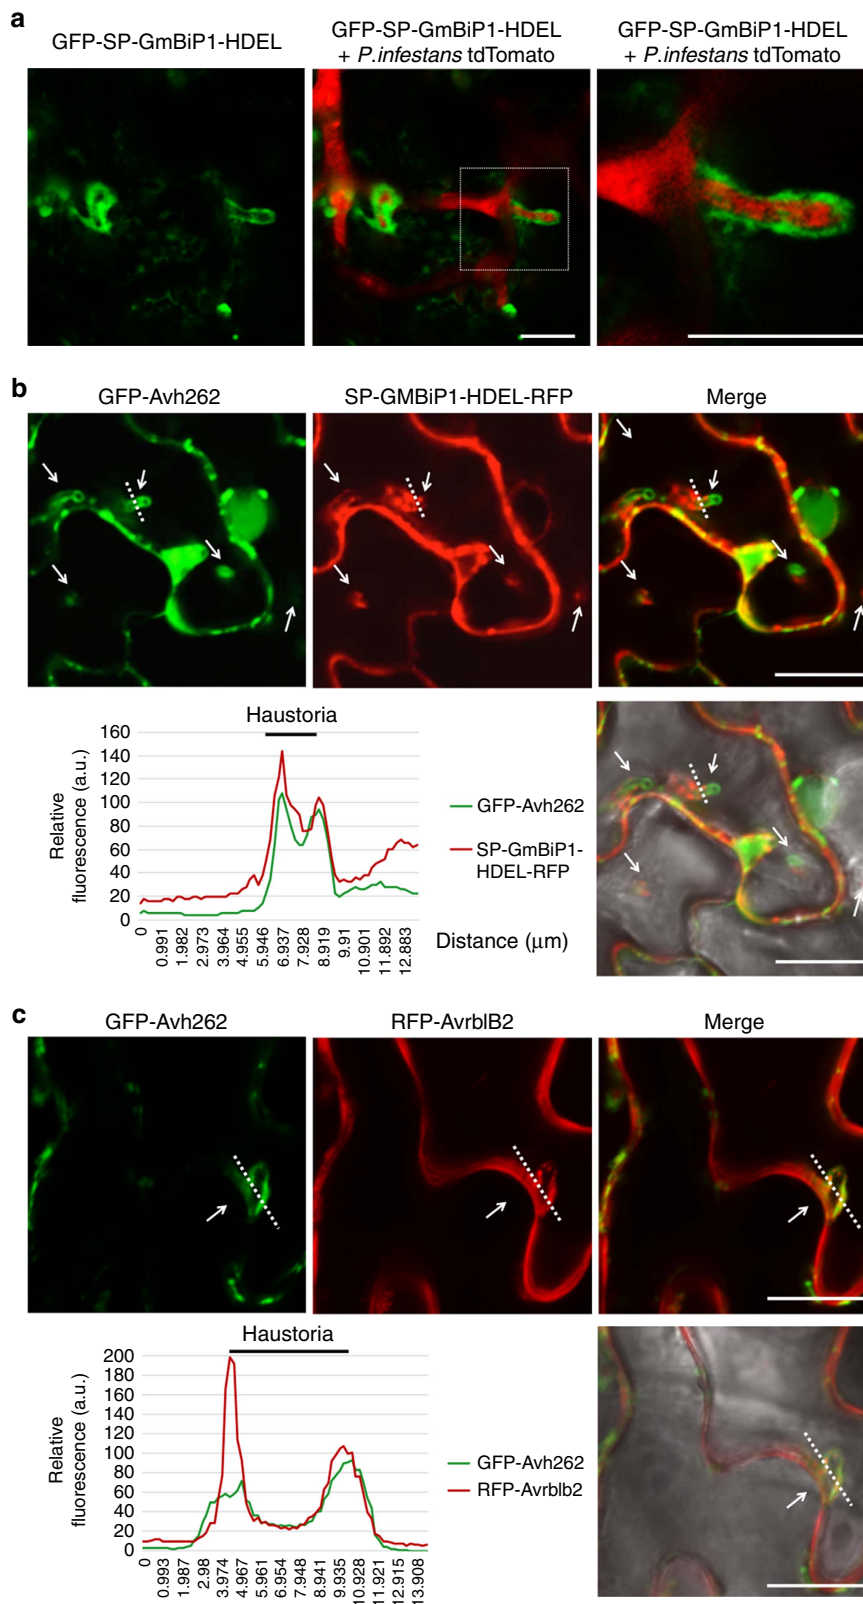 a
GFP-SP-GmBiP1-HDEL
GFP-SP-GmBiP1-HDEL
+ P.infestans tdTomato
GFP-SP-GmBiP1-HDEL
+ P.infestans tdTomato
b
GFP-Avh262
SP-GMBiP1-HDEL-RFP
Merge
Haustoria
Relative
fluorescence (a.u.)
160
140
120
100
80
60
40
20
0
0
0.991
1.982
2.973
3.964
4.955
5.946
6.937
7.928
8.919
9.91
10.901
11.892
12.883
GFP-Avh262
SP-GmBiP1-
HDEL-RFP
Distance (μm)
c
GFP-Avh262
RFP-AvrblB2
Merge
Haustoria
Relative
fluorescence (a.u.)
200
180
160
140
120
100
80
60
40
20
0
0
0.993
1.987
2.98
3.974
4.967
5.961
6.954
7.948
8.941
9.935
10.928
11.921
12.915
13.908
GFP-Avh262
RFP-Avrblb2